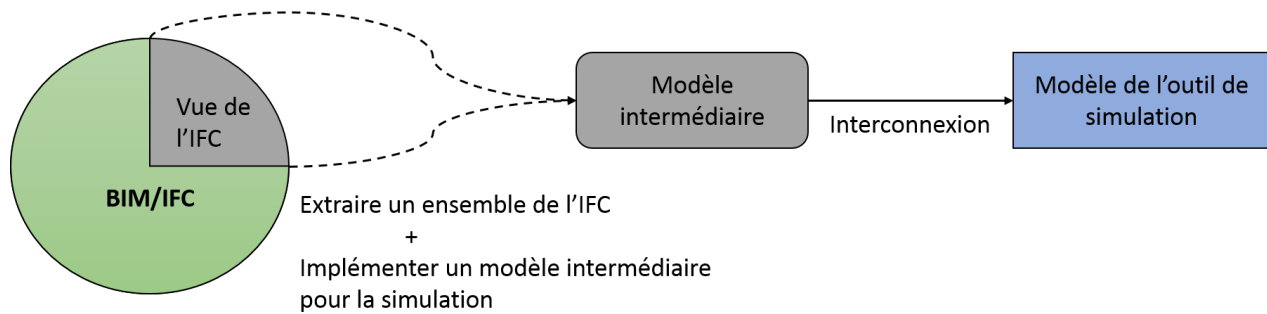 Vue de
l'IFC
BIM/IFC
Extraire un ensemble de l'IFC
+
Implémenter un modèle intermédiaire
pour la simulation
Modèle
intermédiaire
Interconnexion
Modèle de l'outil de
simulation